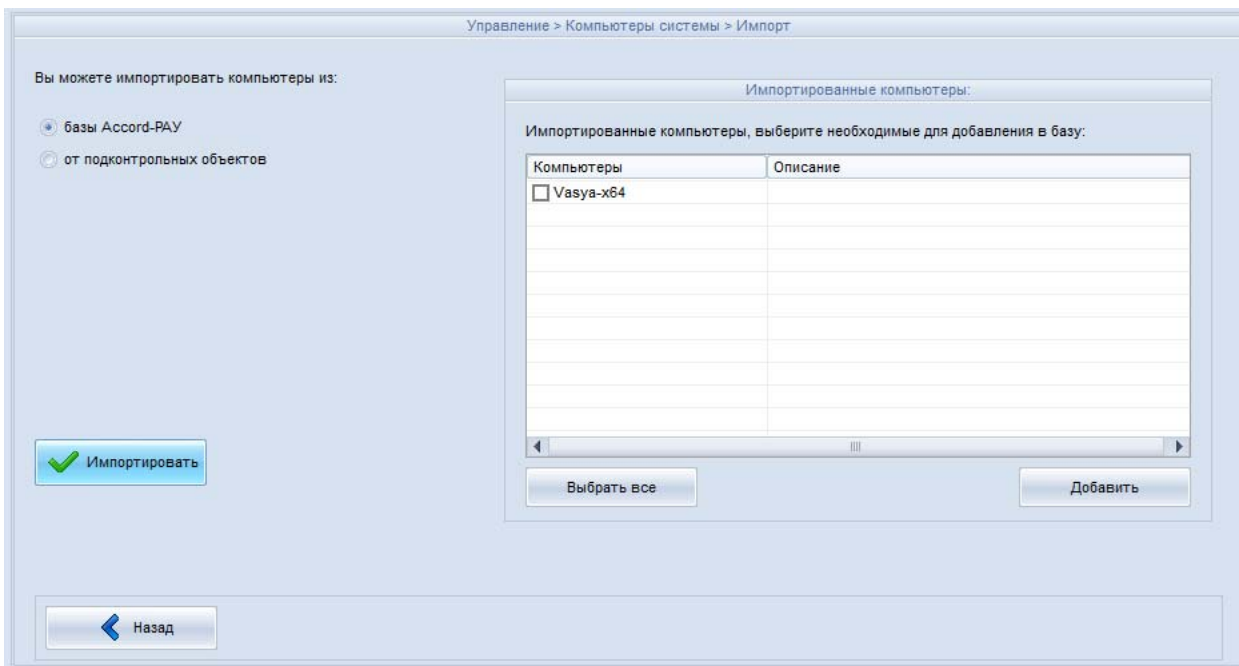 Управление > Компьютеры системы > Импорт
Вы можете импортировать компьютеры из:
базы Accord-РАУ
от подконтрольных объектов
Импортировать
Импортированные компьютеры:
Импортированные компьютеры, выберите необходимые для добавления в базу:
Компьютеры Описание
Vasya-x64
Выбрать все Добавить
Назад